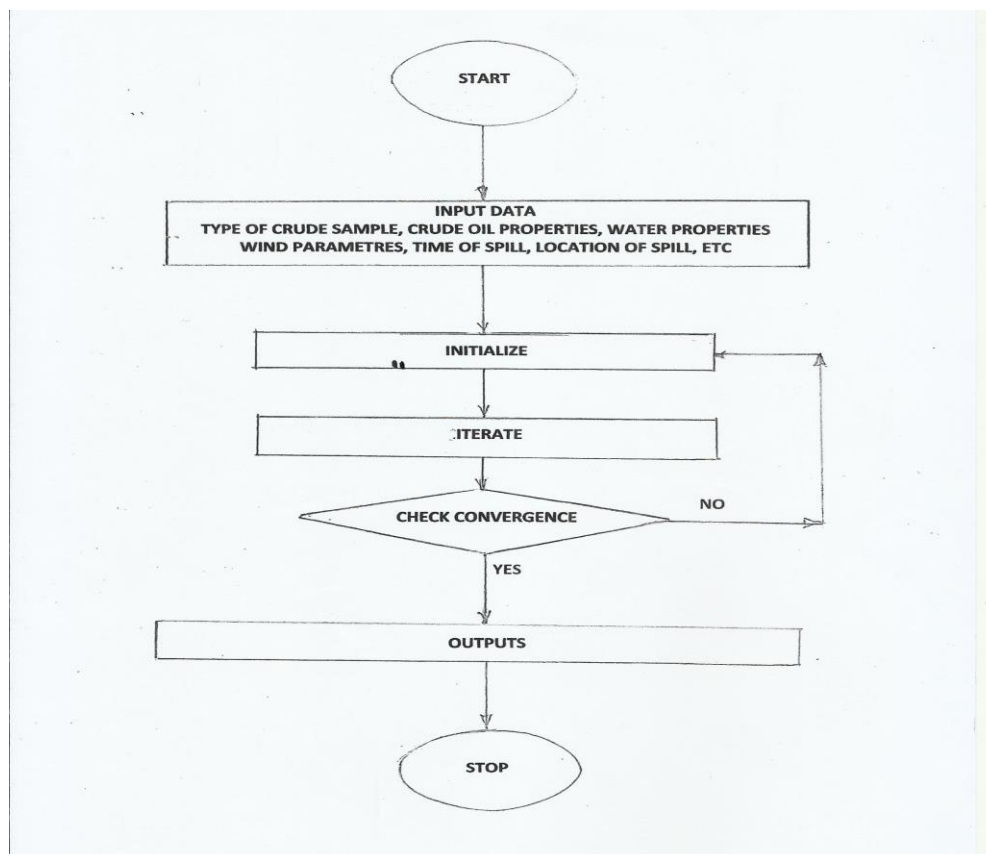 START
INPUT DATA
TYPE OF CRUDE SAMPLE, CRUDE OIL PROPERTIES, WATER PROPERTIES
WIND PARAMETRES, TIME OF SPILL, LOCATION OF SPILL, ETC
INITIALIZE
ITERATE
CHECK CONVERGENCE
NO
YES
OUTPUTS
STOP